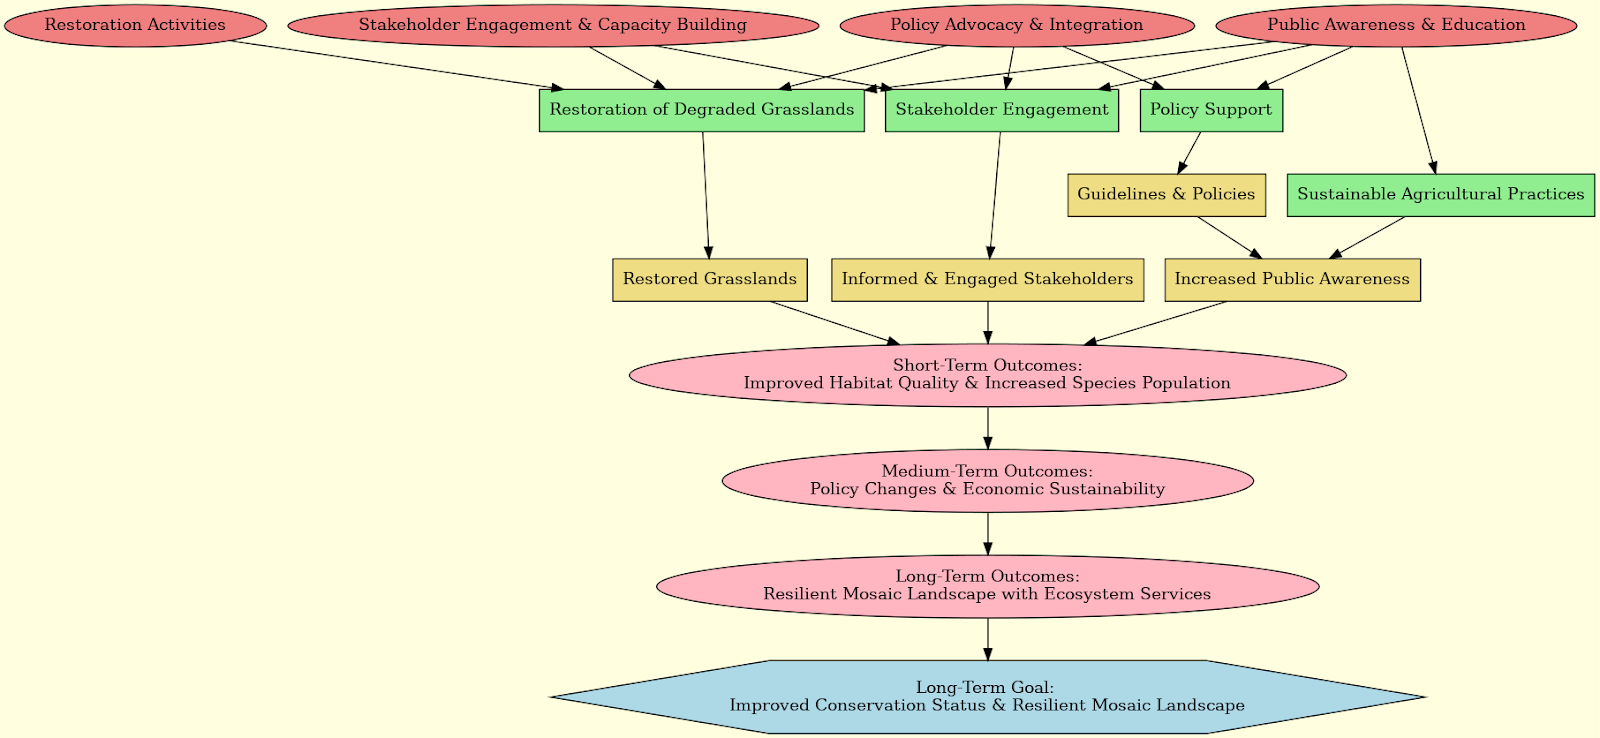 Restoration Activities
Stakeholder Engagement & Capacity Building
Policy Advocacy & Integration
Public Awareness & Education
Restoration of Degraded Grasslands
Stakeholder Engagement
Policy Support
Guidelines & Policies
Sustainable Agricultural Practices
Restored Grasslands
Informed & Engaged Stakeholders
Increased Public Awareness
Short-Term Outcomes:
Improved Habitat Quality & Increased Species Population
Medium-Term Outcomes:
Policy Changes & Economic Sustainability
Long-Term Outcomes:
Resilient Mosaic Landscape with Ecosystem Services
Long-Term Goal:
Improved Conservation Status & Resilient Mosaic Landscape